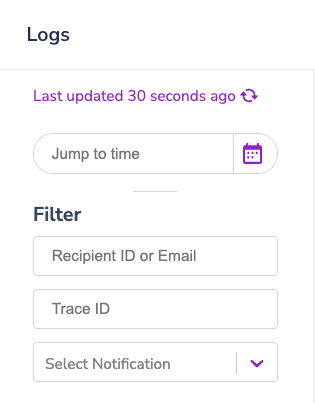 Logs
Last updated 30 seconds ago
Jump to time
Filter
Recipient ID or Email
Trace ID
Select Notification